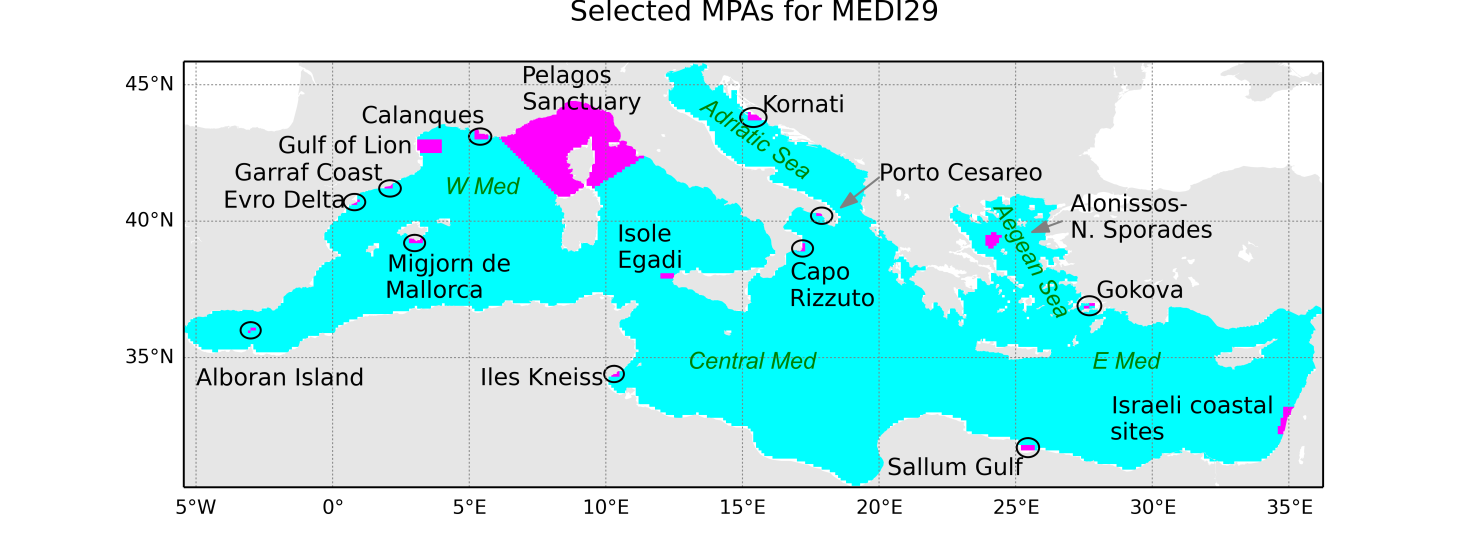 Selected MPAs for MEDI29
45°N
40°N
35°N
Pelagos
Sanctuary
Calanques
Gulf of Lion
Garraf Coast
Evro Delta
W Med
Migjorn de
Mallorca
Alboran Island
Isole
Egadi
Iles Kneiss
Kornati
Adriatic Sea
Porto Cesareo
Capo
Rizzuto
Central Med
Alonissos-
N. Sporades
Aegean Sea
Gokova
E Med
Israeli coastal
sites
Sallum Gulf
5°W
0°
5°E
10°E
15°E
20°E
25°E
30°E
35°E